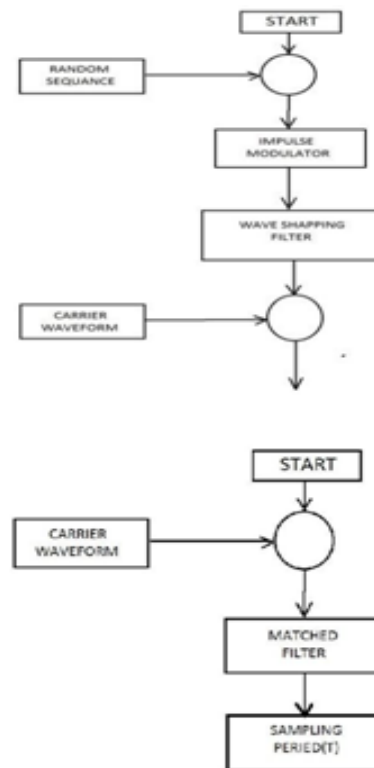 START
RANDOM
SEQUANCE
IMPULSE
MODULATOR
WAVE SHAPPING
FILTER
CARRIER
WAVEFORM
START
CARRIER
WAVEFORM
MATCHED
FILTER
SAMPLING
PERIED(T)